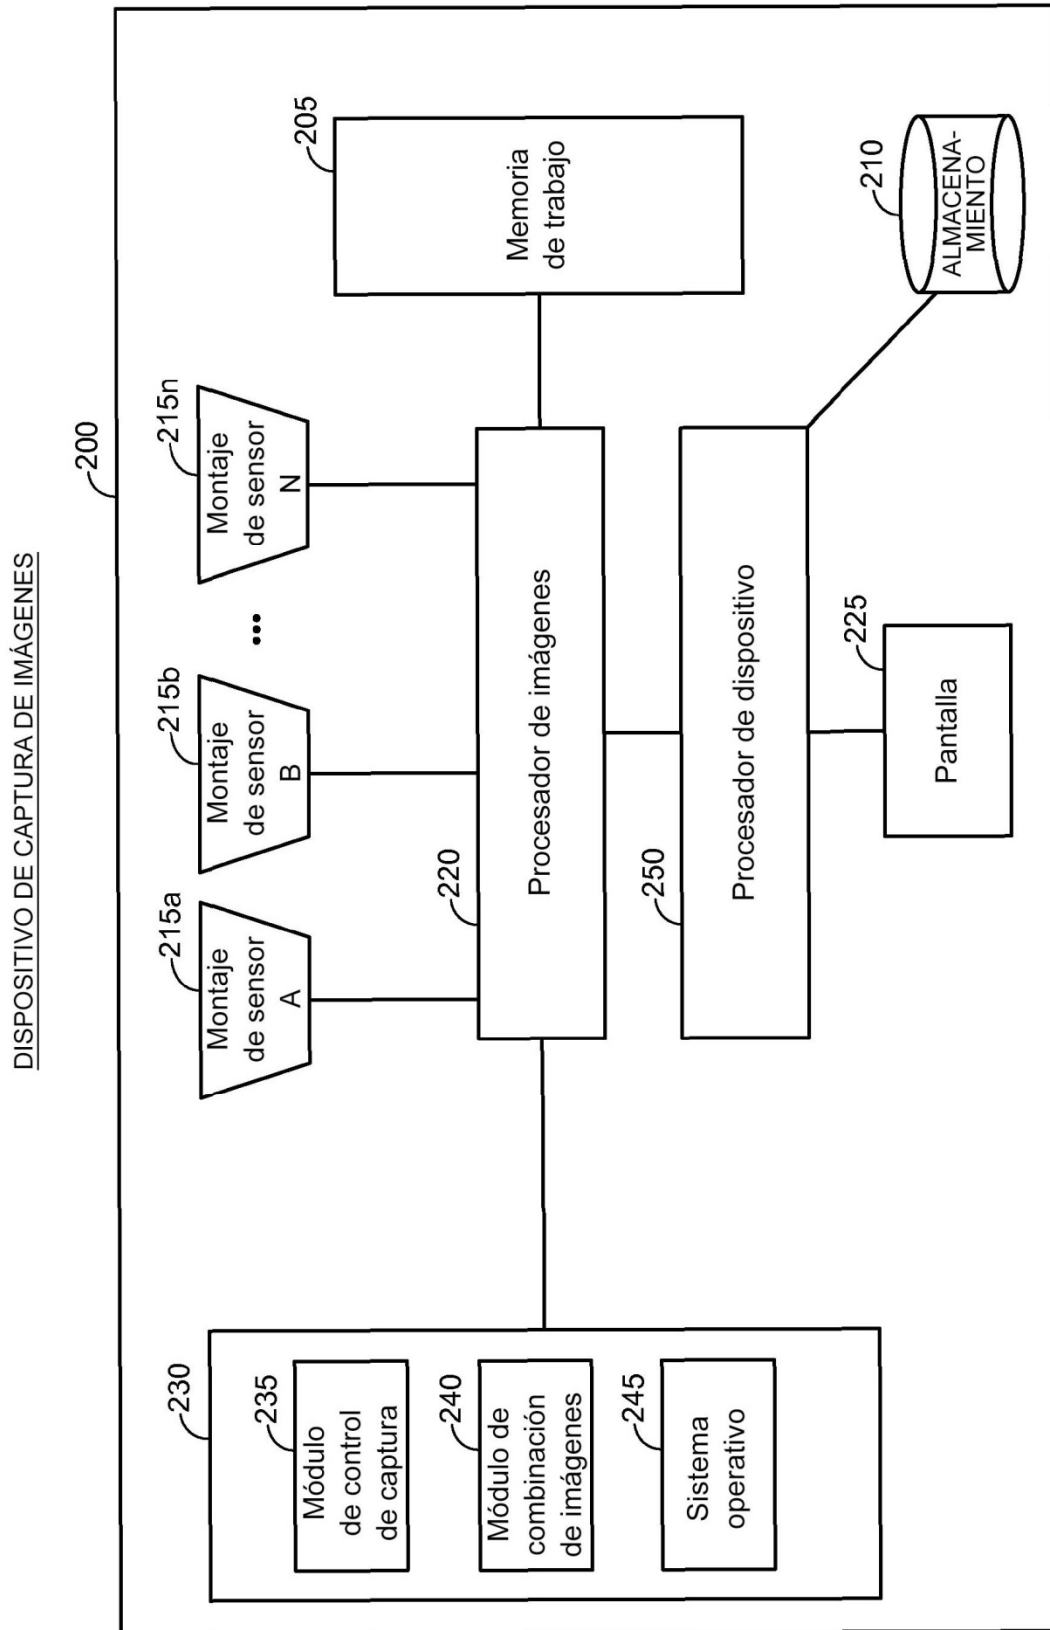 DISPOSITIVO DE CAPTURA DE IMÁGENES
200
230
235
Módulo
de control
de captura
240
Módulo de
combinación
de imágenes
245
Sistema
operativo
215a
Montaje
de sensor
A
215b
Montaje
de sensor
B
...
215n
Montaje
de sensor
N
205
Memoria
de trabajo
220
Procesador de imágenes
250
Procesador de dispositivo
225
Pantalla
210
ALMACENA-
MIENTO